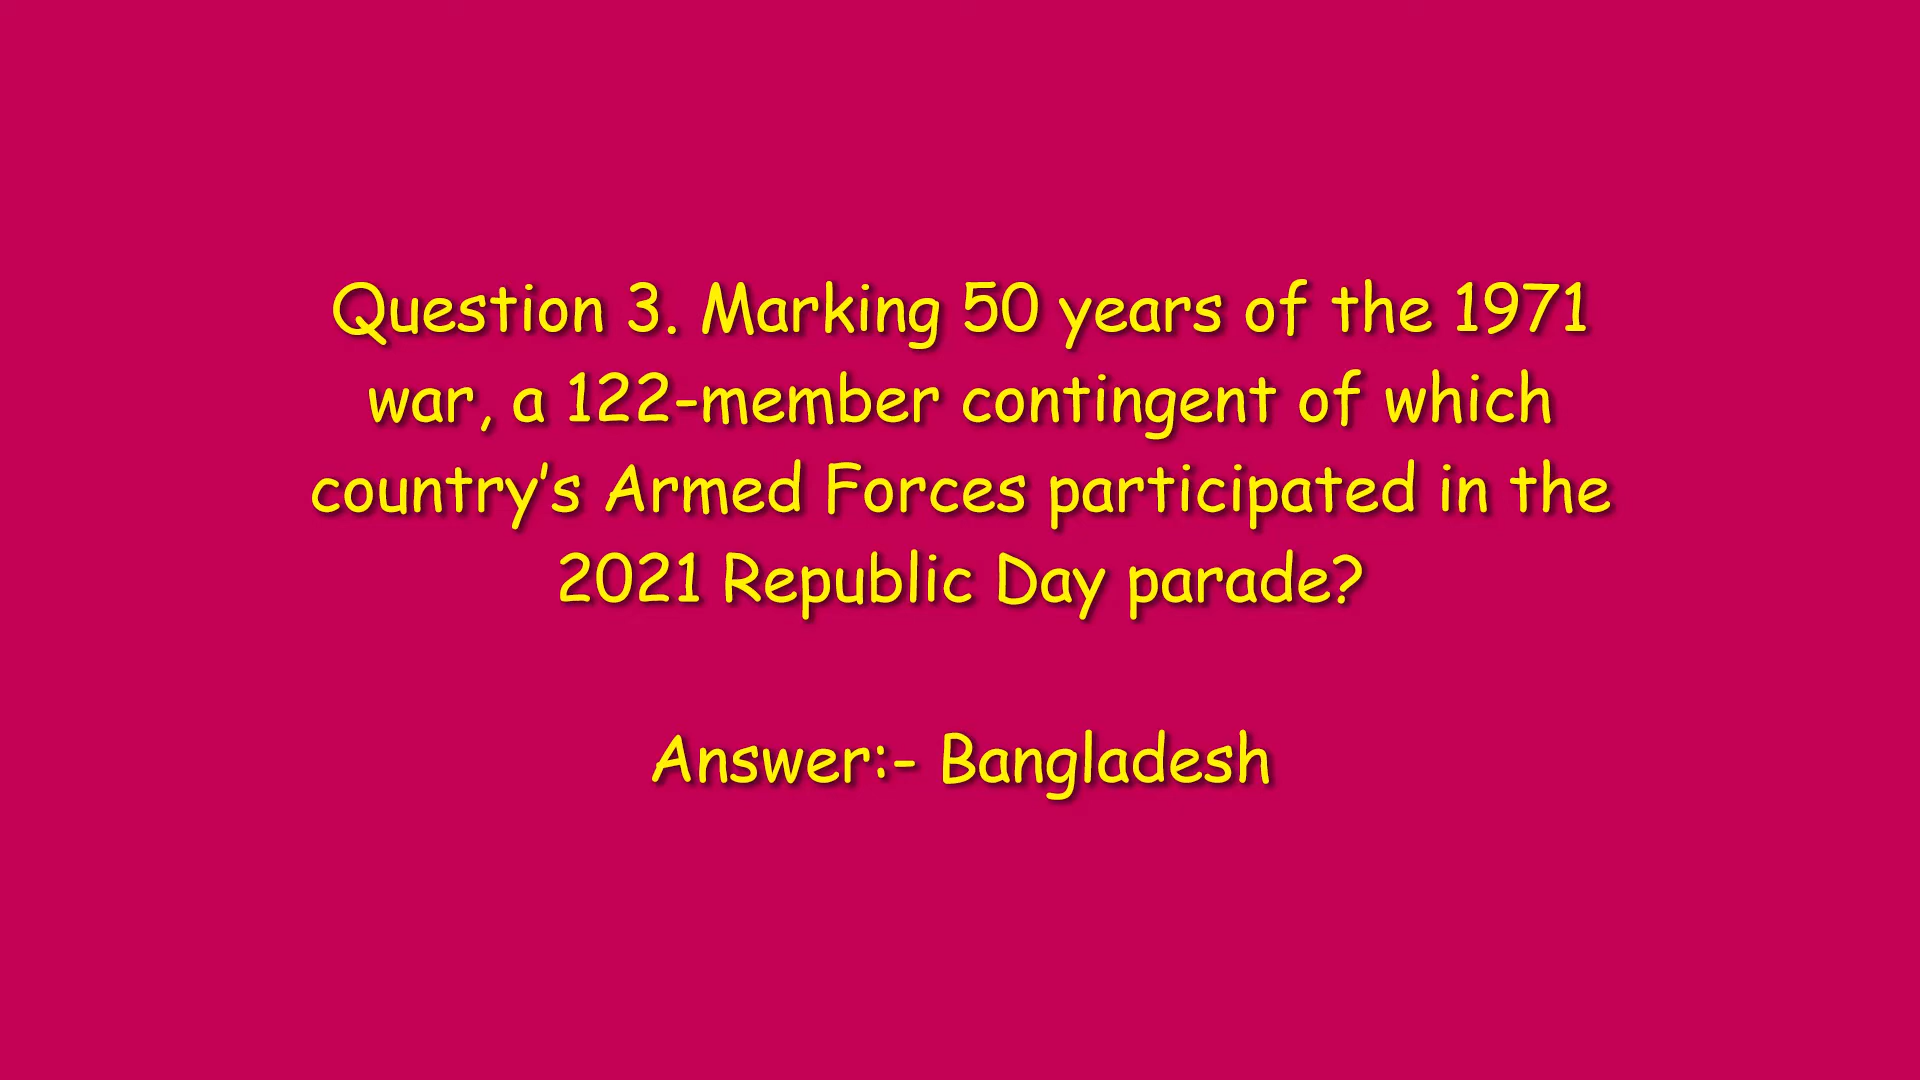 Question 3. Marking 50 years of the 1971
war, a 122-member contingent of which
country’s Armed Forces participated in the
2021 Republic Day parade?
Answer:- Bangladesh